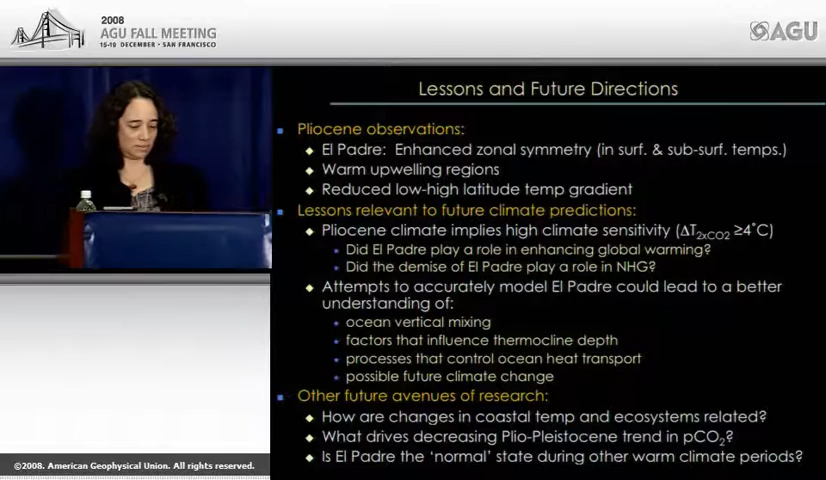 2008
AGU FALL MEETING
15-19 DECEMBER - SAN FRANCISCO
AGU
Lessons and Future Directions
Pliocene observations:
El Padre: Enhanced zonal symmetry (in surf. & sub-surf. temps.)
Warm upwelling regions
Reduced low-high latitude temp gradient
Lessons relevant to future climate predictions:
Pliocene climate implies high climate sensitivity (ΔT2xCO2 ≥4°C)
Did El Padre play a role in enhancing global warming?
Did the demise of El Padre play a role in NHG?
Attempts to accurately model El Padre could lead to a better
understanding of:
ocean vertical mixing
factors that influence thermocline depth
processes that control ocean heat transport
possible future climate change
Other future avenues of research:
How are changes in coastal temp and ecosystems related?
What drives decreasing Plio-Pleistocene trend in pCO2?
Is El Padre the 'normal' state during other warm climate periods?
©2008. American Geophysical Union. All rights reserved.